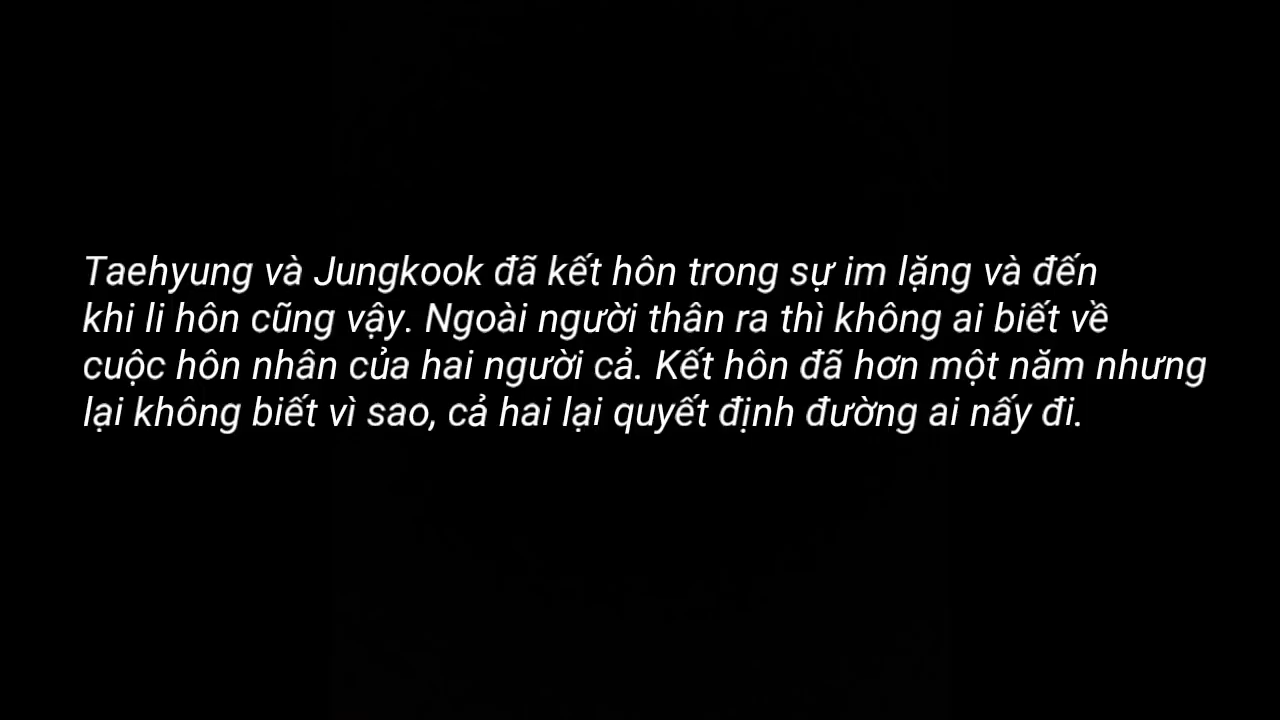 Taehyung và Jungkook đã kết hôn trong sự im lặng và đến
khi li hôn cũng vậy. Ngoài người thân ra thì không ai biết về
cuộc hôn nhân của hai người cả. Kết hôn đã hơn một năm nhưng
lại không biết vì sao, cả hai lại quyết định đường ai nấy đi.